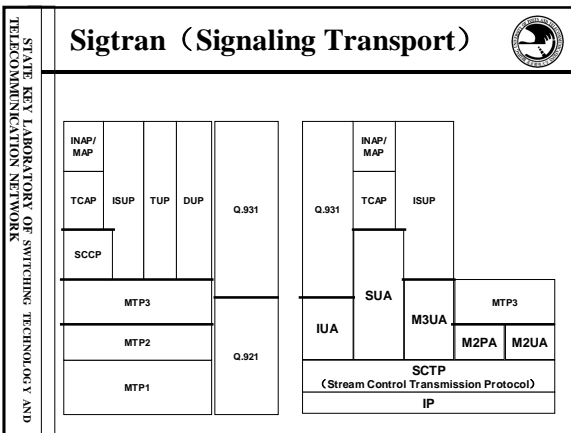 STATE KEY LABORATORY OF SWITCHING TECHNOLOGY AND
TELECOMMUNICATION NETWORK
Sigtran（Signaling Transport）
INAP/
MAP
TCAP
ISUP
TUP
DUP
SCCP
MTP3
MTP2
MTP1
Q.931
Q.921
Q.931
INAP/
MAP
TCAP
ISUP
IUA
SUA
M3UA
MTP3
M2PA
M2UA
SCTP
（Stream Control Transmission Protocol）
IP